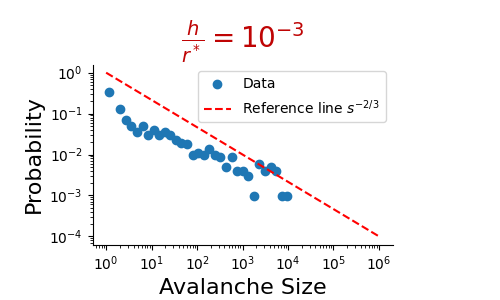 $\frac{h}{r^*} = 10^{-3}$
Data
Reference line $s^{-2/3}$
Probability
$10^0$
$10^{-1}$
$10^{-2}$
$10^{-3}$
$10^{-4}$
$10^0$ $10^1$ $10^2$ $10^3$ $10^4$ $10^5$ $10^6$
Avalanche Size